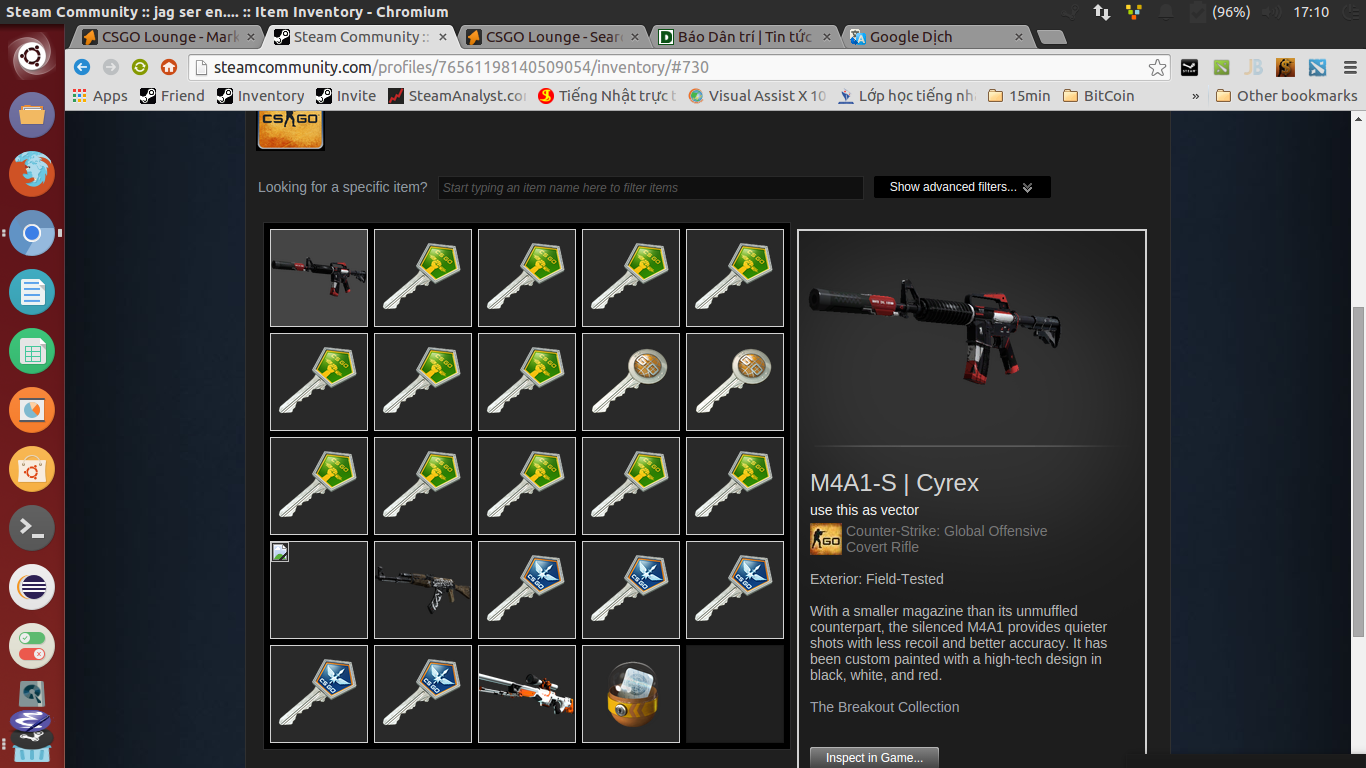 Steam Community :: jag ser en.... :: Item Inventory - Chromium
(96%)
17:10
CSGO Lounge - Mark
Steam Community ::
CSGO Lounge - Sear
Báo Dân trí | Tin tức
Google Dịch
steamcommunity.com/profiles/76561198140509054/inventory/#730
Apps
Friend
Inventory
Invite
SteamAnalyst.co
Tiếng Nhật trực t
Visual Assist X 10
Lớp học tiếng nh
15min
BitCoin
»
Other bookmarks
CS GO
Looking for a specific item?
Start typing an item name here to filter items
Show advanced filters...
M4A1-S | Cyrex
use this as vector
GO
Counter-Strike: Global Offensive
Covert Rifle
Exterior: Field-Tested
With a smaller magazine than its unmuffled
counterpart, the silenced M4A1 provides quieter
shots with less recoil and better accuracy. It has
been custom painted with a high-tech design in
black, white, and red.
The Breakout Collection
Inspect in Game...